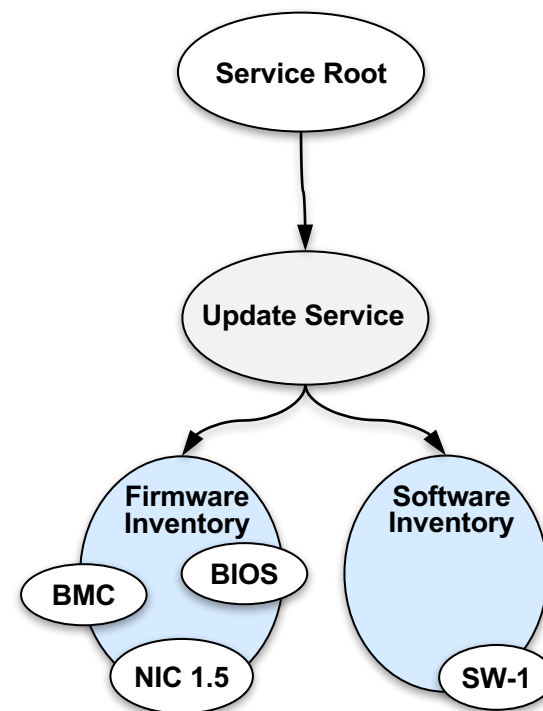 Service Root
Update Service
Firmware
Inventory
BIOS
BMC
NIC 1.5
Software
Inventory
SW-1